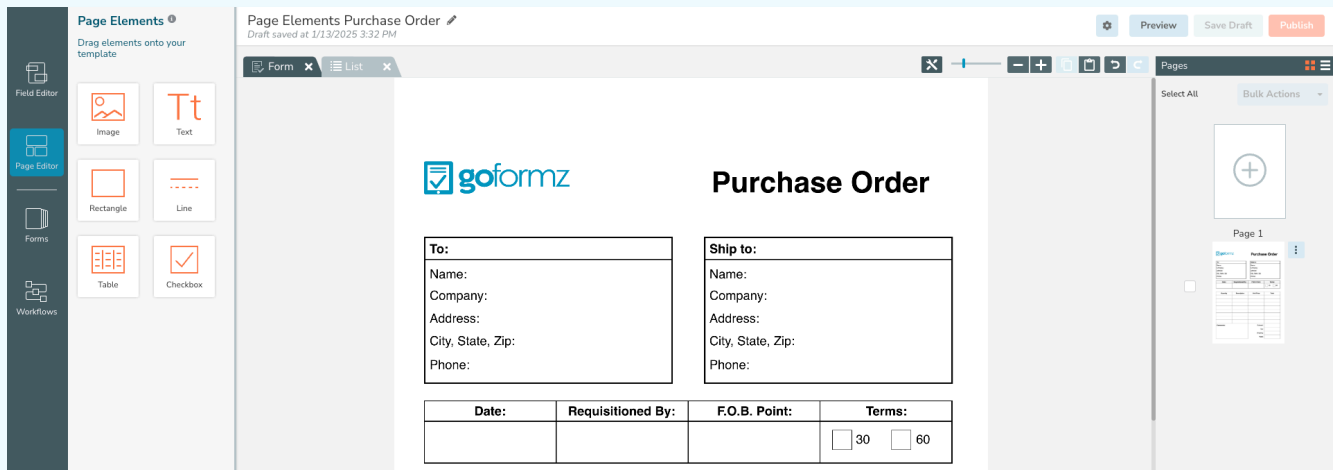 Page Elements
Drag elements onto your
template
Field Editor
Page Editor
Forms
Workflows
Image
Text
Rectangle
Line
Table
Checkbox
Page Elements Purchase Order
Draft saved at 1/13/2025 3:32 PM
Preview
Save Draft
Publish
Form
List
goformz
Purchase Order
To:
Name:
Company:
Address:
City, State, Zip:
Phone:
Ship to:
Name:
Company:
Address:
City, State, Zip:
Phone:
Date: Requisitioned By: F.O.B. Point: Terms:
30 60
Pages
Select All
Bulk Actions
Page 1
goformz Purchase Order